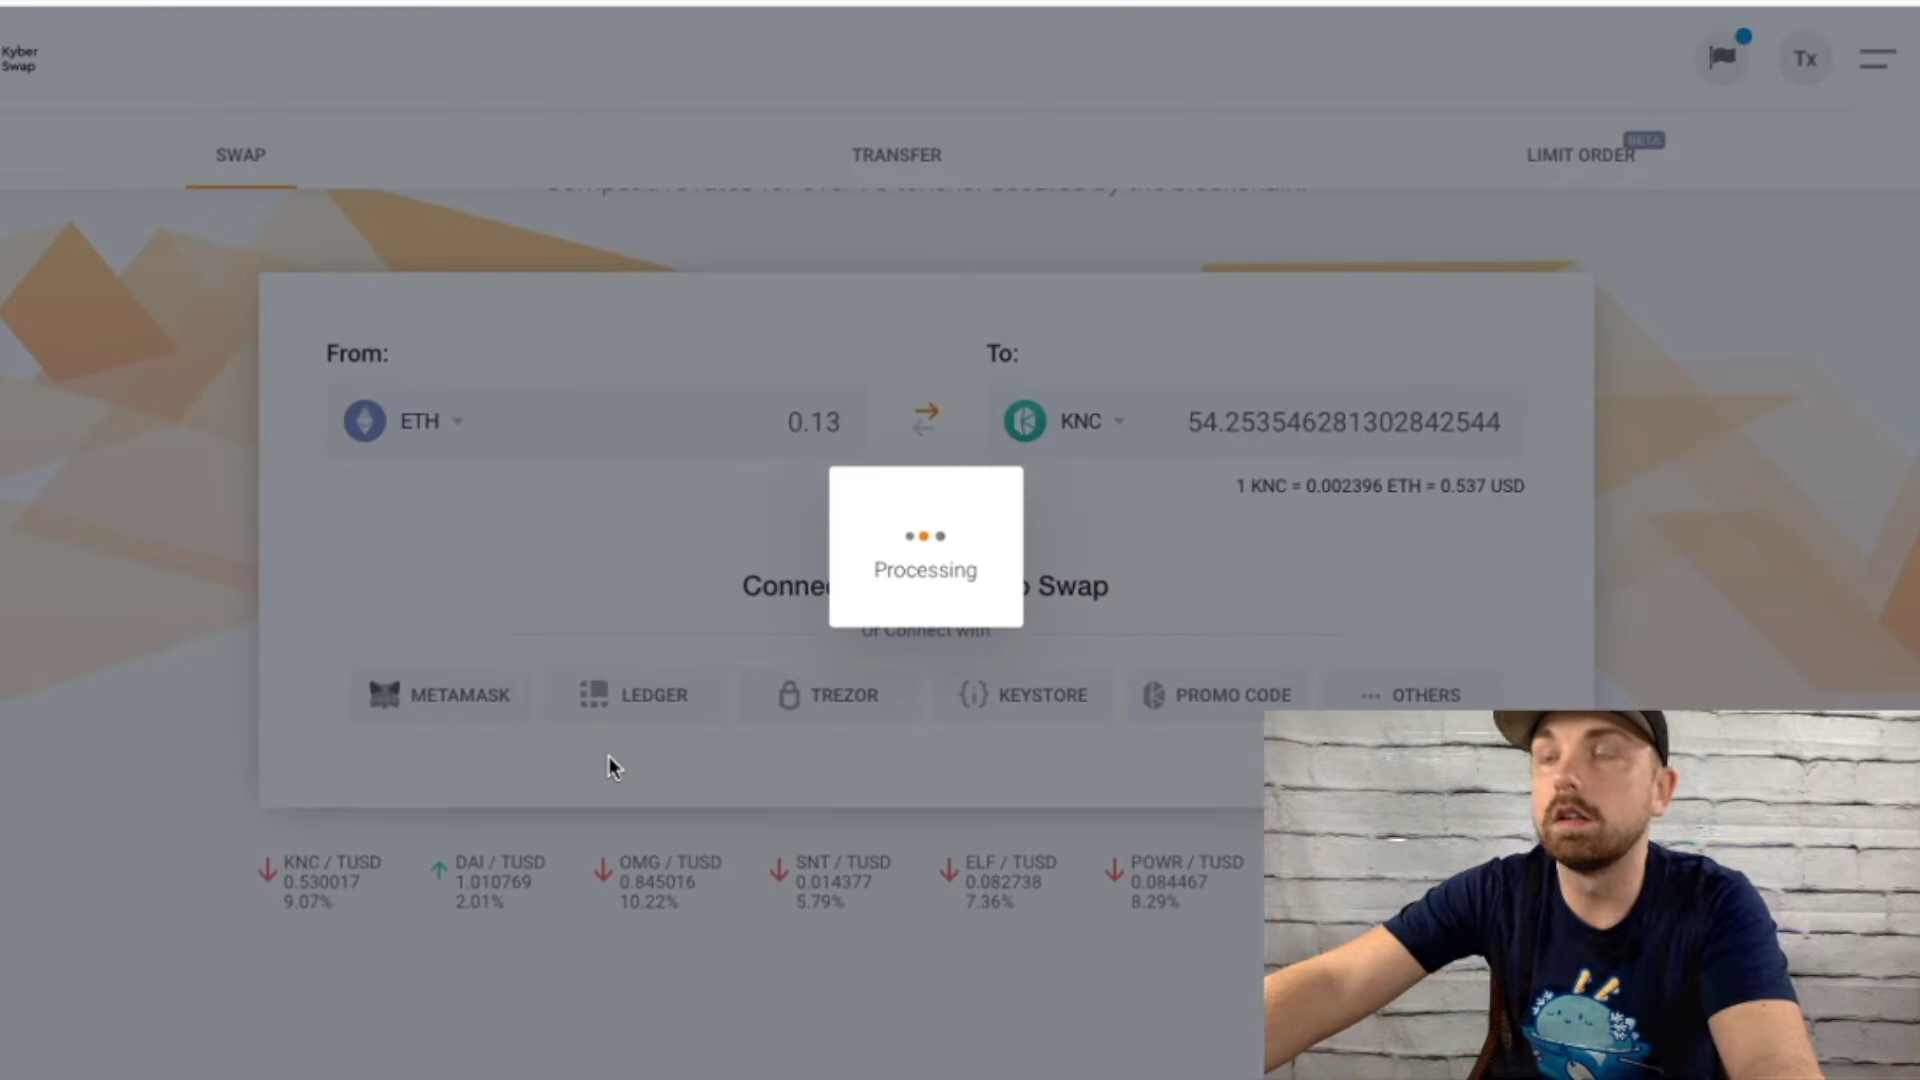 Kyber
Swap
Tx
SWAP
TRANSFER
LIMIT ORDER
BETA
From:
To:
ETH
0.13
KNC
54.253546281302842544
1 KNC = 0.002396 ETH = 0.537 USD
Processing
Swap
Or Connect with
METAMASK
LEDGER
TREZOR
KEYSTORE
PROMO CODE
OTHERS
KNC / TUSD
0.530017
9.07%
DAI / TUSD
1.010769
2.01%
OMG / TUSD
0.845016
10.22%
SNT / TUSD
0.014377
5.79%
ELF / TUSD
0.082738
7.36%
POWR / TUSD
0.084467
8.29%